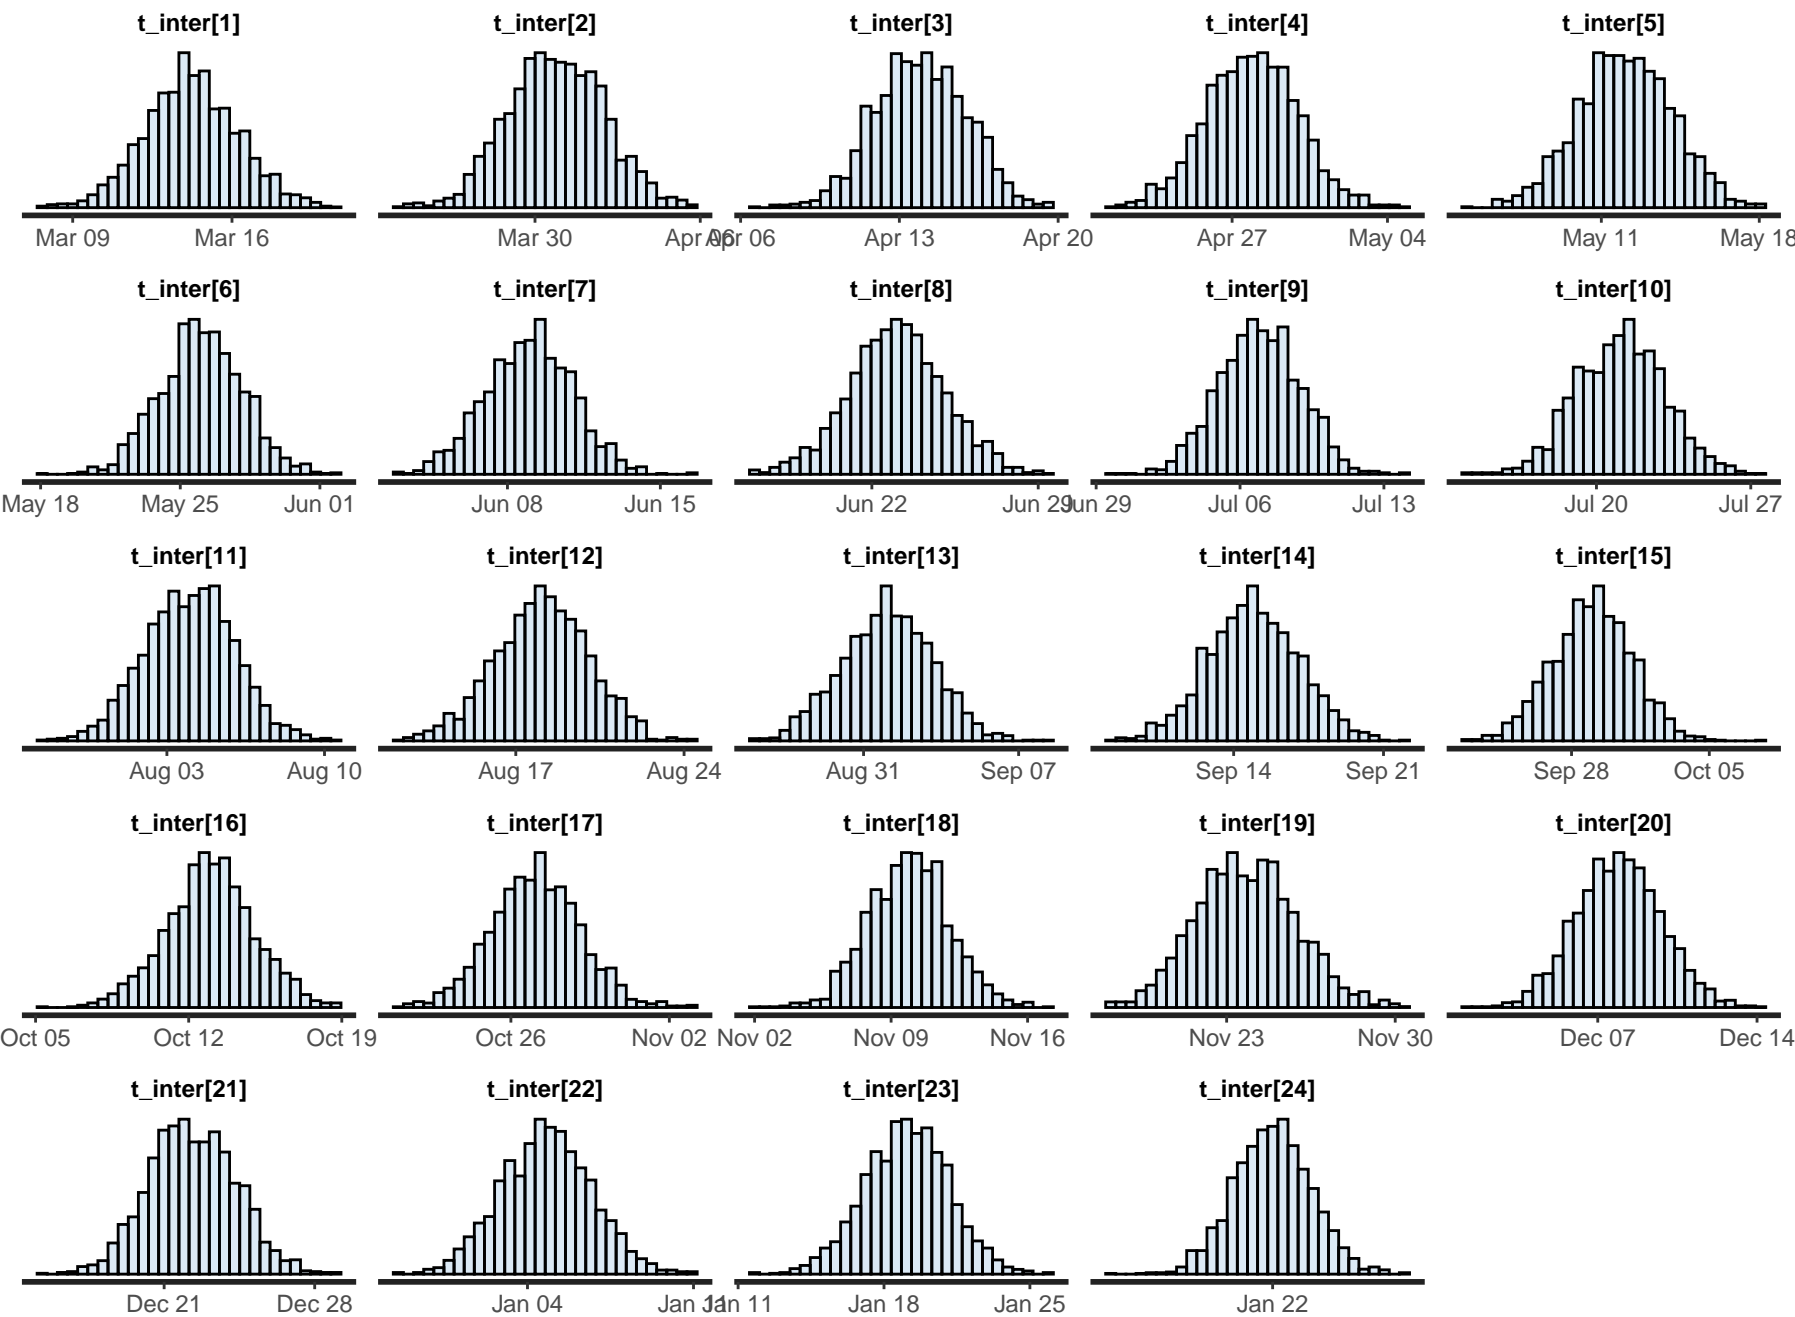 t_inter[1] t_inter[2] t_inter[3] t_inter[4] t_inter[5]
Mar 09 Mar 16 Mar 30 Apr 06 Apr 06 Apr 13 Apr 20 Apr 27 May 04 May 11 May 18
t_inter[6] t_inter[7] t_inter[8] t_inter[9] t_inter[10]
May 18 May 25 Jun 01 Jun 08 Jun 15 Jun 22 Jun 29 Jun 29 Jul 06 Jul 13 Jul 20 Jul 27
t_inter[11] t_inter[12] t_inter[13] t_inter[14] t_inter[15]
Aug 03 Aug 10 Aug 17 Aug 24 Aug 31 Sep 07 Sep 14 Sep 21 Sep 28 Oct 05
t_inter[16] t_inter[17] t_inter[18] t_inter[19] t_inter[20]
Oct 05 Oct 12 Oct 19 Oct 26 Nov 02 Nov 02 Nov 09 Nov 16 Nov 23 Nov 30 Dec 07 Dec 14
t_inter[21] t_inter[22] t_inter[23] t_inter[24]
Dec 21 Dec 28 Jan 04 Jan 11 Jan 11 Jan 18 Jan 25 Jan 22